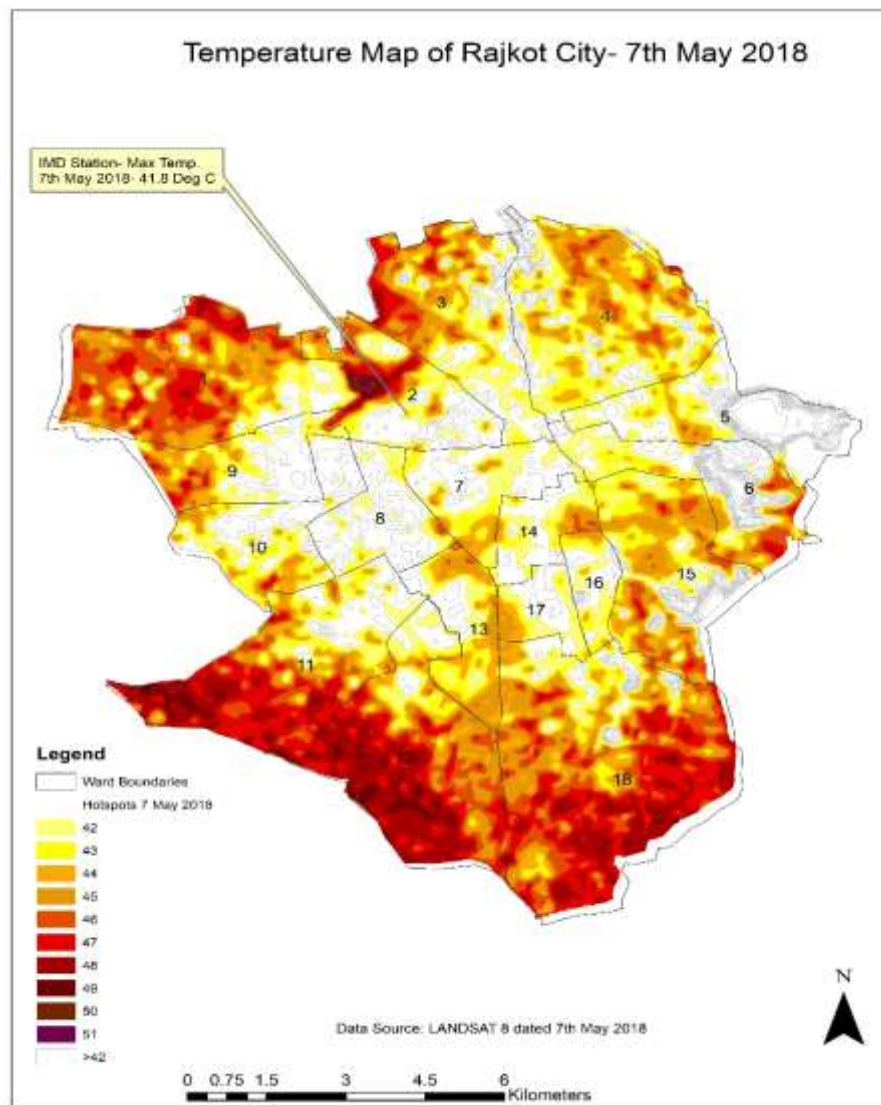 Temperature Map of Rajkot City- 7th May 2018
IMD Station- Max Temp.
7th May 2018- 41.8 Deg C
3
4
1
2
5
9
7
6
8
14
10
15
16
17
13
11
18
Legend
Want Boundaries
Hotspots 7 May 2018
42
43
44
45
46
47
48
49
50
51
>42
N
Data Source: LANDSAT 8 dated 7th May 2018
0 0.75 1.5 3 4.5 6
Kilometers